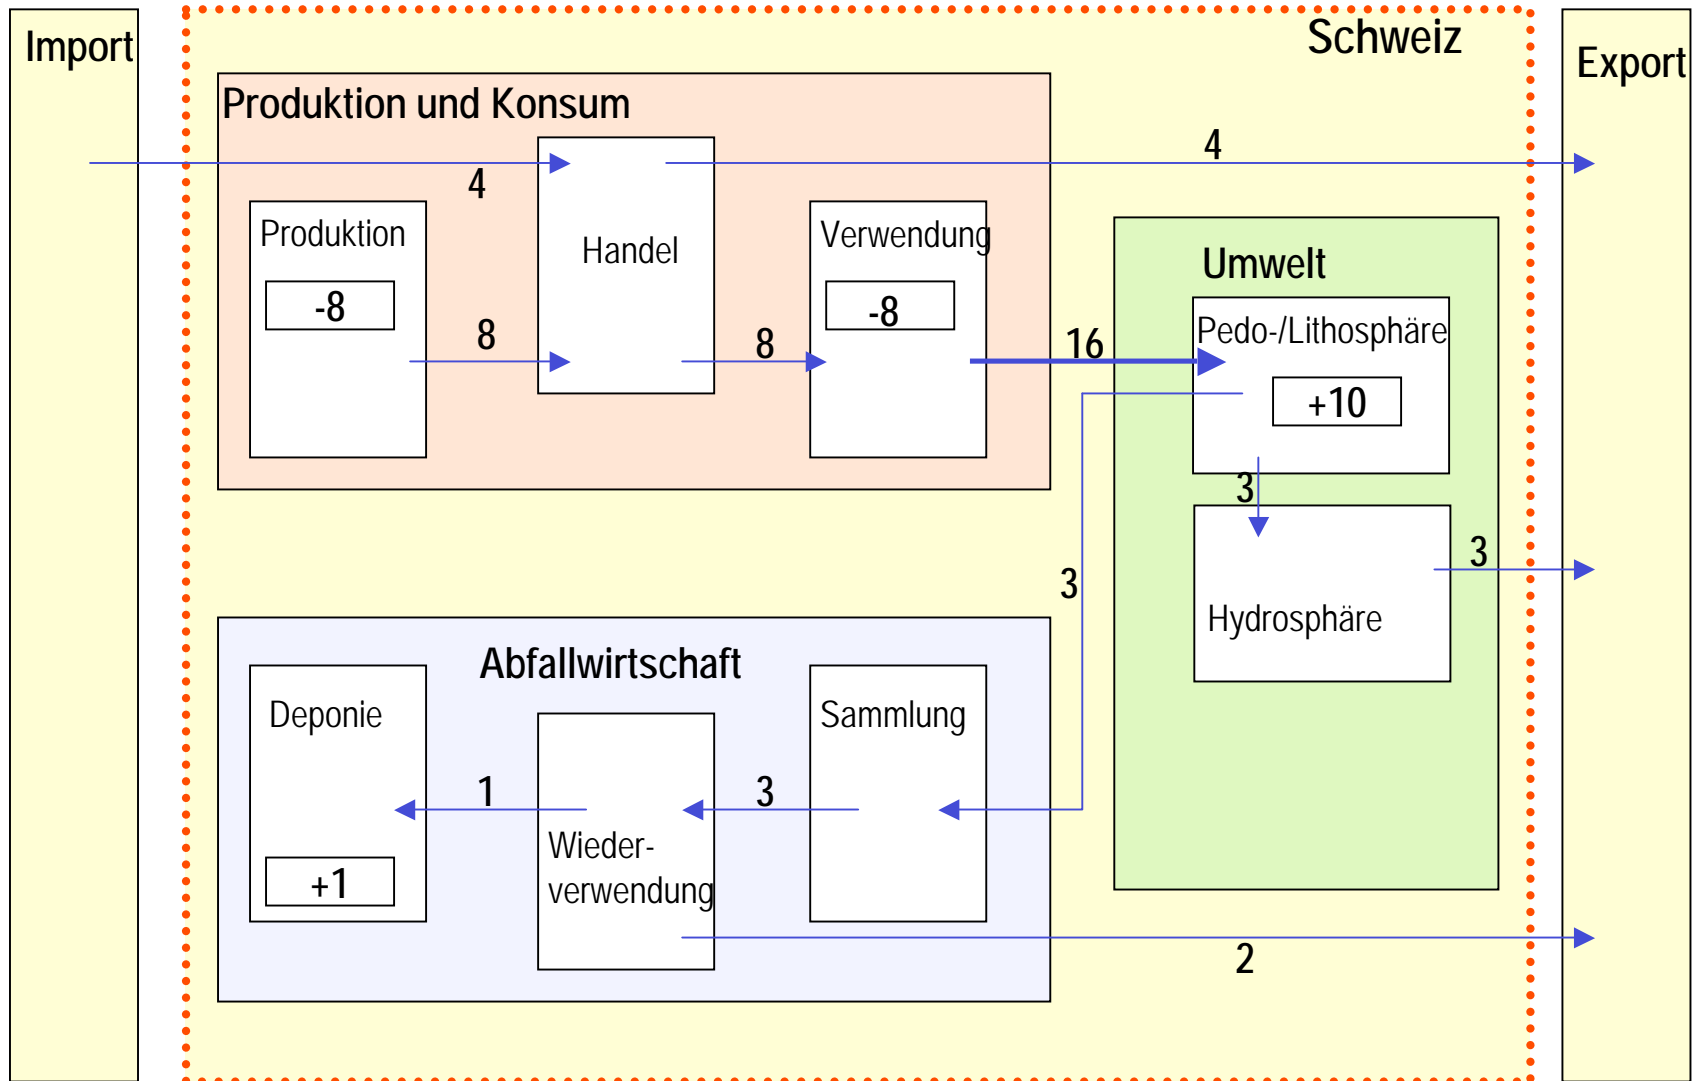 Import
Schweiz
Export
Produktion und Konsum
4
4
Produktion
Handel
Verwendung
-8
-8
8
8
16
Umwelt
Pedo-/Lithosphäre
+10
3
3
3
Hydrosphäre
Abfallwirtschaft
Deponie
Sammlung
1
3
Wieder-
verwendung
+1
2